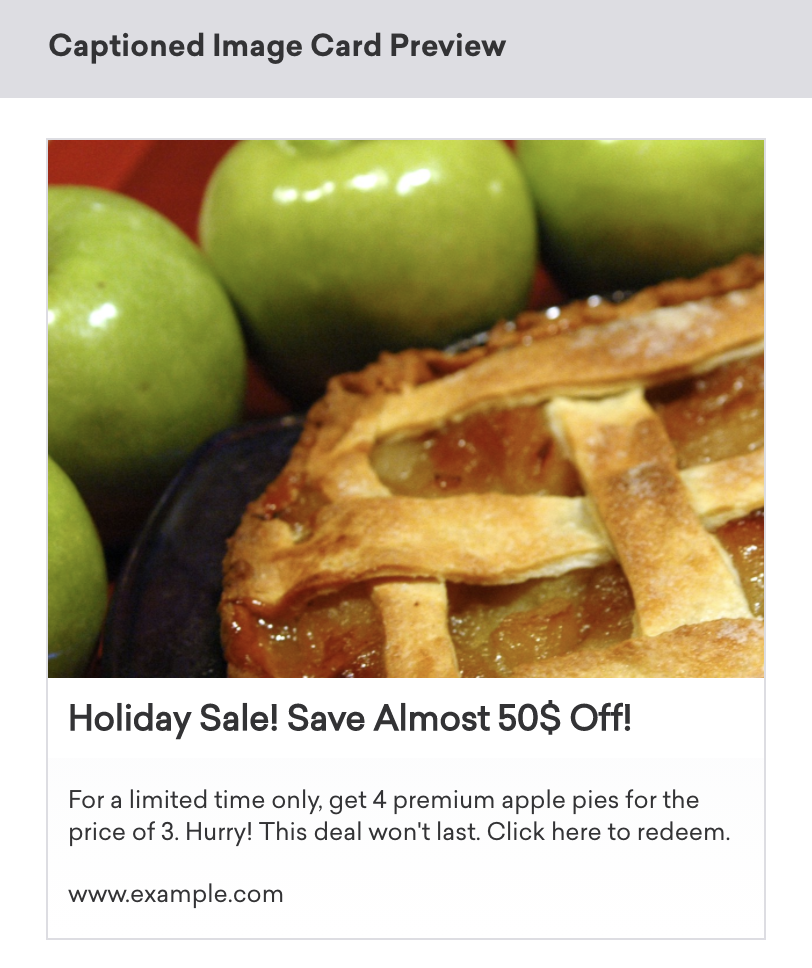 Captioned Image Card Preview
Holiday Sale! Save Almost 50$ Off!
For a limited time only, get 4 premium apple pies for the
price of 3. Hurry! This deal won't last. Click here to redeem.
www.example.com